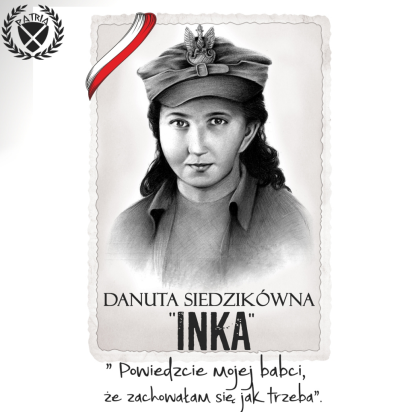 PATRIA
DANUTA SIEDZIKÓWNA
"INKA"
" Powiedzcie mojej babci,
że zachowałam się jak trzeba".